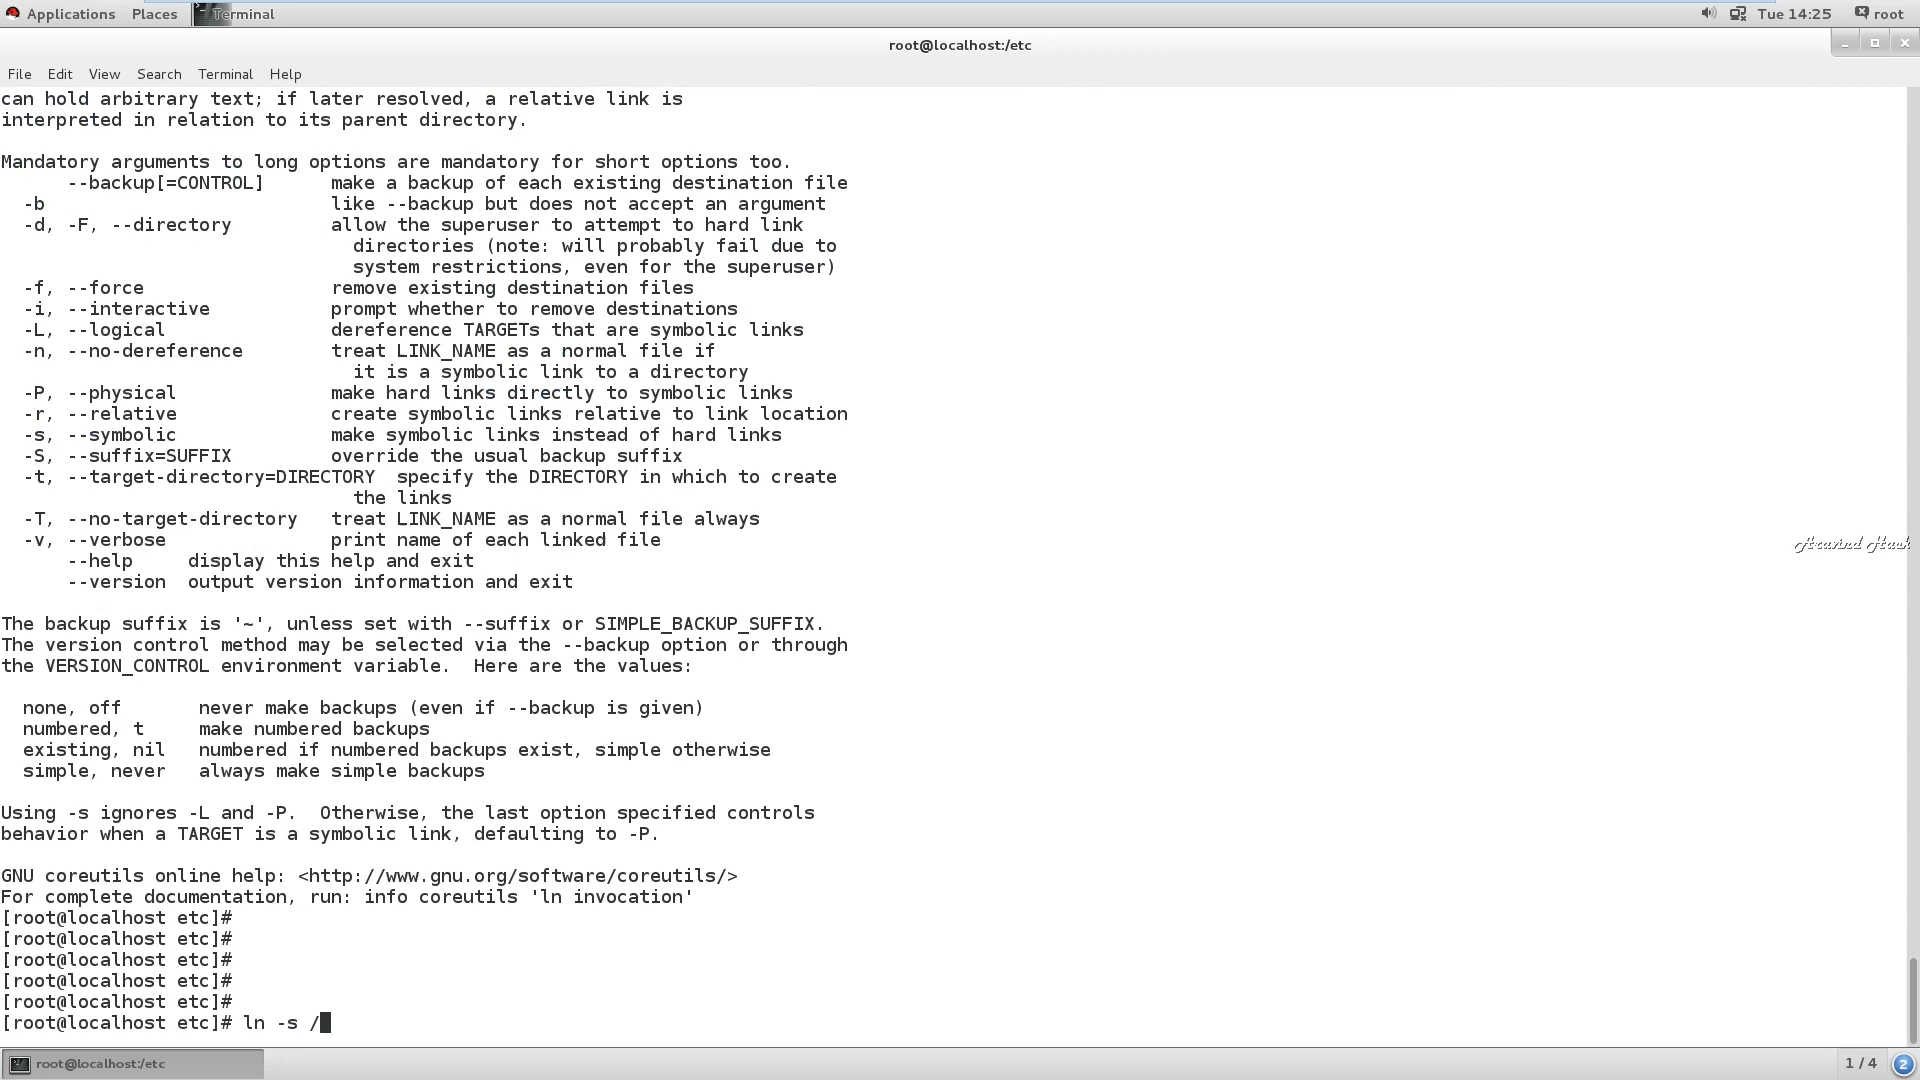 Applications Places Terminal Tue 14:25 root
root@localhost:/etc
File Edit View Search Terminal Help
can hold arbitrary text; if later resolved, a relative link is
interpreted in relation to its parent directory.
Mandatory arguments to long options are mandatory for short options too.
--backup[=CONTROL] make a backup of each existing destination file
-b like --backup but does not accept an argument
-d, -F, --directory allow the superuser to attempt to hard link
directories (note: will probably fail due to
system restrictions, even for the superuser)
-f, --force remove existing destination files
-i, --interactive prompt whether to remove destinations
-L, --logical dereference TARGETs that are symbolic links
-n, --no-dereference treat LINK_NAME as a normal file if
it is a symbolic link to a directory
-P, --physical make hard links directly to symbolic links
-r, --relative create symbolic links relative to link location
-s, --symbolic make symbolic links instead of hard links
-S, --suffix=SUFFIX override the usual backup suffix
-t, --target-directory=DIRECTORY specify the DIRECTORY in which to create
the links
-T, --no-target-directory treat LINK_NAME as a normal file always
-v, --verbose print name of each linked file
Aravind Hack
--help display this help and exit
--version output version information and exit
The backup suffix is '~', unless set with --suffix or SIMPLE_BACKUP_SUFFIX.
The version control method may be selected via the --backup option or through
the VERSION_CONTROL environment variable. Here are the values:
none, off never make backups (even if --backup is given)
numbered, t make numbered backups
existing, nil numbered if numbered backups exist, simple otherwise
simple, never always make simple backups
Using -s ignores -L and -P. Otherwise, the last option specified controls
behavior when a TARGET is a symbolic link, defaulting to -P.
GNU coreutils online help: <http://www.gnu.org/software/coreutils/>
For complete documentation, run: info coreutils 'ln invocation'
[root@localhost etc]#
[root@localhost etc]#
[root@localhost etc]#
[root@localhost etc]#
[root@localhost etc]#
[root@localhost etc]# ln -s /
root@localhost:/etc 1 / 4 2